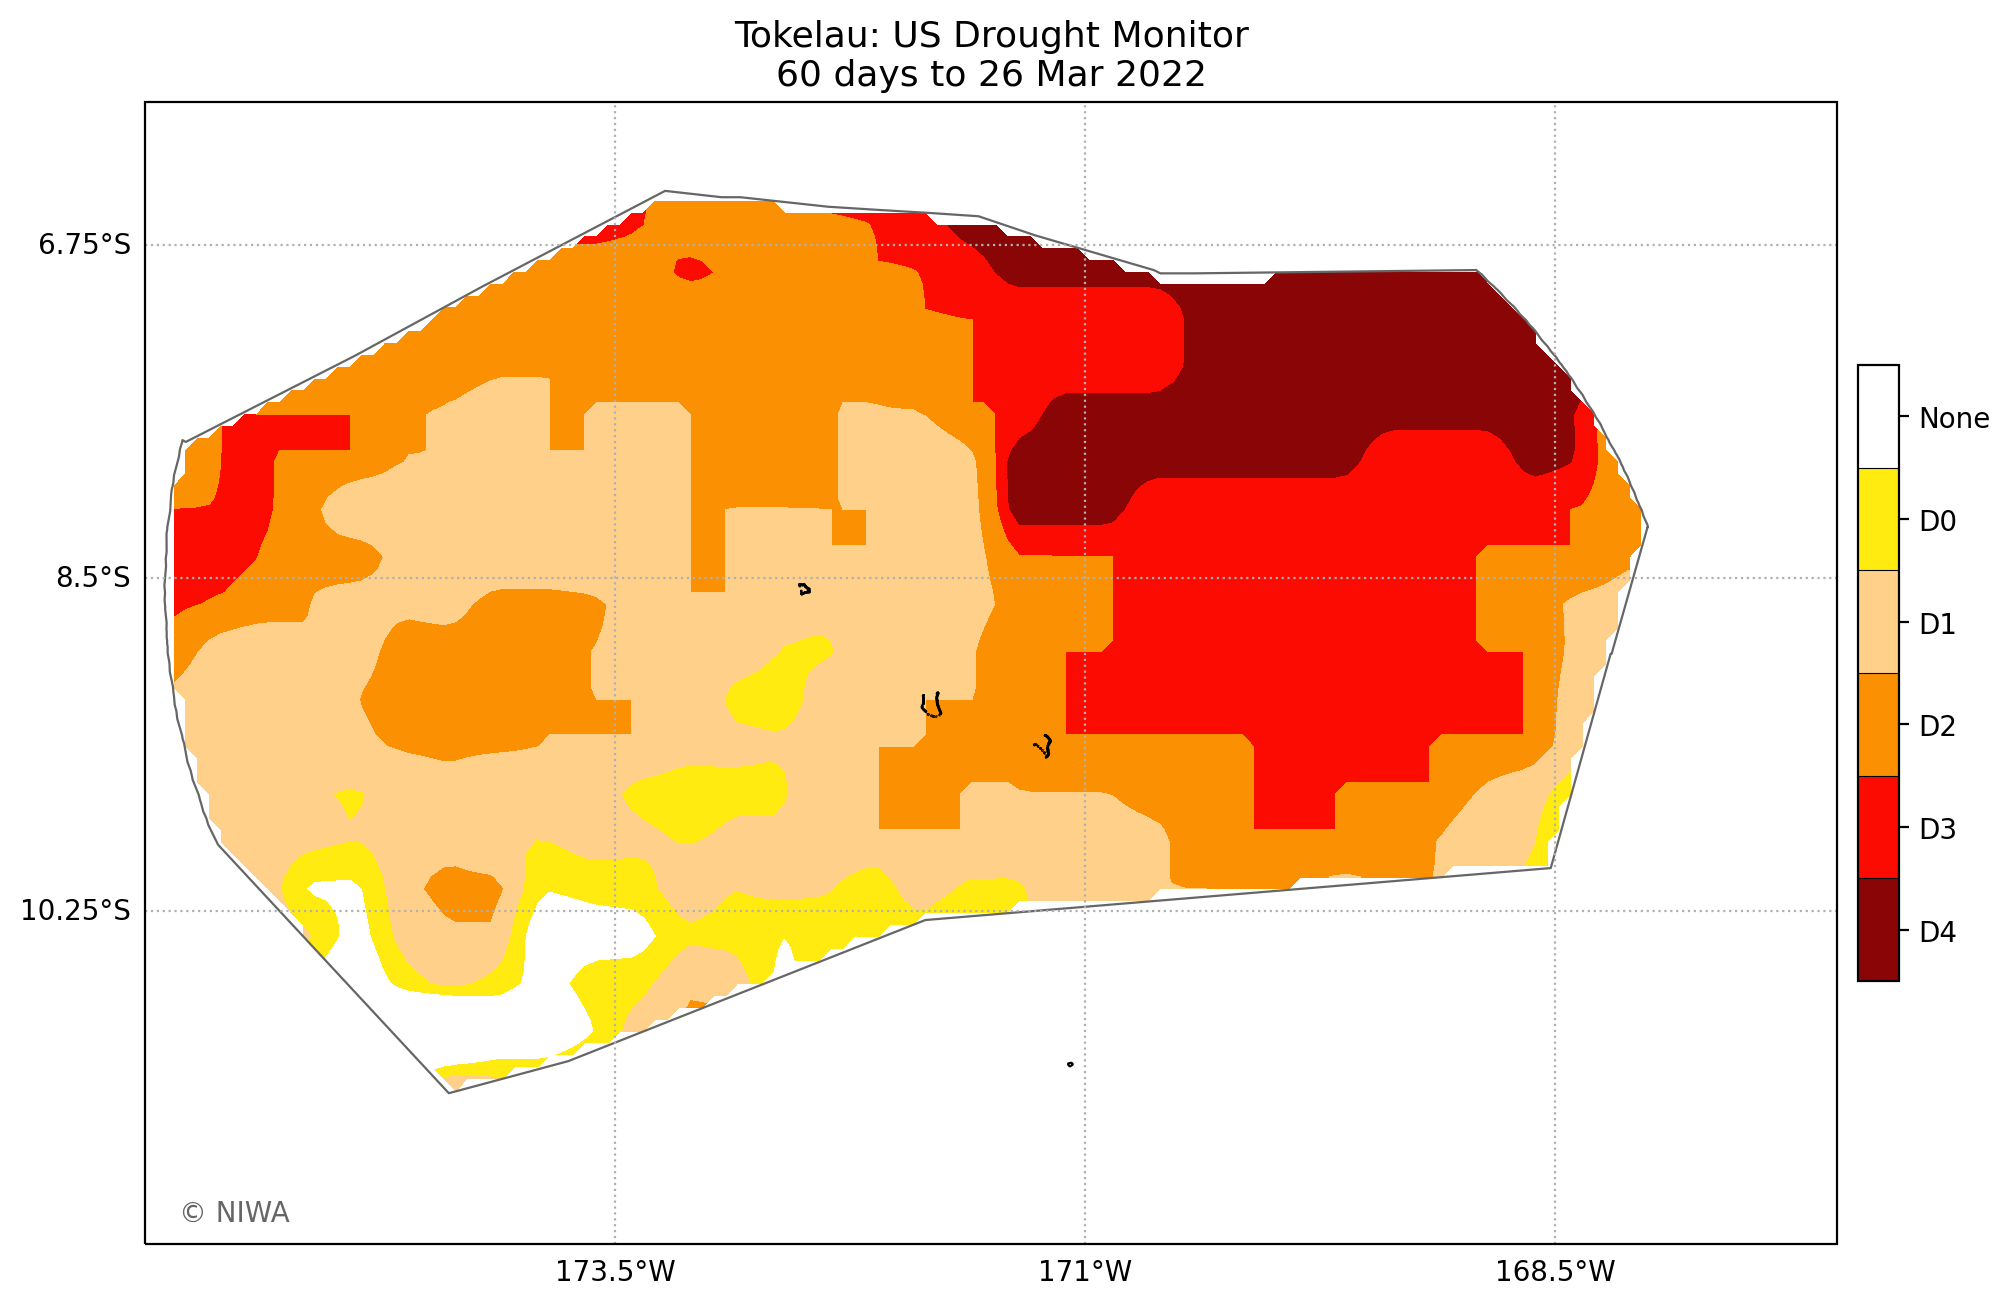 Tokelau: US Drought Monitor
60 days to 26 Mar 2022
6.75°S
8.5°S
10.25°S
173.5°W
171°W
168.5°W
None
D0
D1
D2
D3
D4
© NIWA